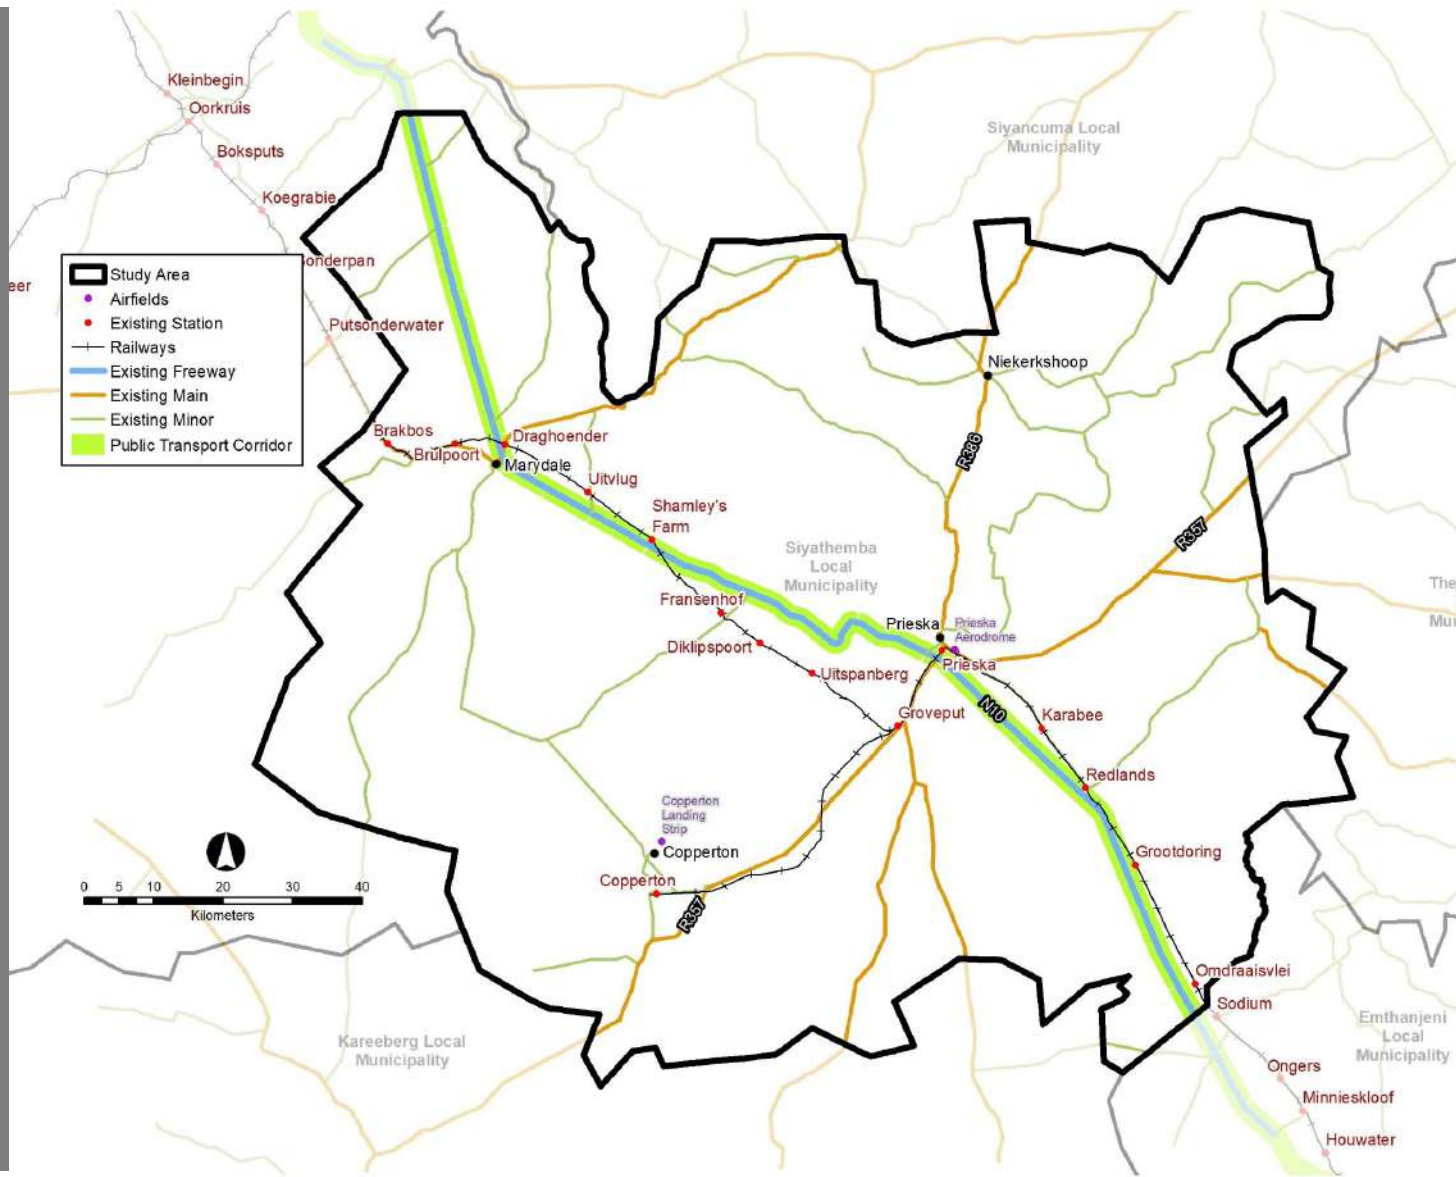 Kleinbegin
Oorkruis
Boksputs
Koegrabie
Sonderpan
eer
Putsonderwater
Study Area
Airfields
Existing Station
Railways
Existing Freeway
Existing Main
Existing Minor
Public Transport Corridor
Siyancuma Local
Municipality
Niekerkshoop
R386
R357
Brakbos
Brulpoort
Draghoender
Marydale
Uitvlug
Shamley's
Farm
Siyathemba
Local
Municipality
The
Mu
Fransenhof
Diklipspoort
Uitspanberg
Prieska
Prieska
Aerodrome
Prieska
Groveput
N10
Karabee
Redlands
Grootdoring
Copperton
Landing
Strip
Copperton
Copperton
R357
0 5 10 20 30 40
Kilometers
Omdraaisvlei
Sodium
Kareeberg Local
Municipality
Emthanjeni
Local
Municipality
Ongers
Minnieskloof
Houwater